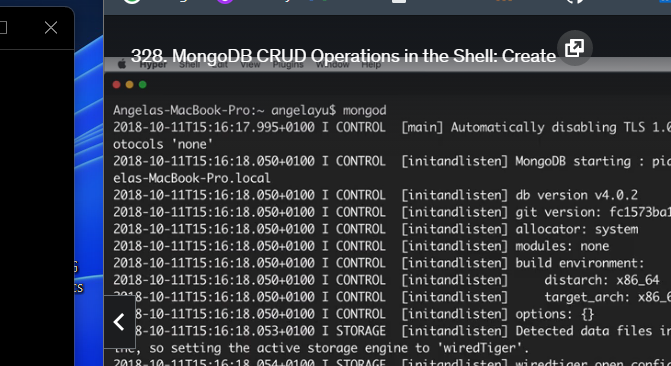 328. MongoDB CRUD Operations in the Shell: Create
Hyper Shell Edit View Plugins Window Help
Angelas-MacBook-Pro:~ angelayu$ mongod
2018-10-11T15:16:17.995+0100 I CONTROL [main] Automatically disabling TLS 1.0
otocols 'none'
2018-10-11T15:16:18.050+0100 I CONTROL [initandlisten] MongoDB starting : pid
elas-MacBook-Pro.local
2018-10-11T15:16:18.050+0100 I CONTROL [initandlisten] db version v4.0.2
2018-10-11T15:16:18.050+0100 I CONTROL [initandlisten] git version: fc1573ba1
2018-10-11T15:16:18.050+0100 I CONTROL [initandlisten] allocator: system
2018-10-11T15:16:18.050+0100 I CONTROL [initandlisten] modules: none
2018-10-11T15:16:18.050+0100 I CONTROL [initandlisten] build environment:
2018-10-11T15:16:18.050+0100 I CONTROL [initandlisten] distarch: x86_64
8-10-11T15:16:18.050+0100 I CONTROL [initandlisten] target_arch: x86_6
8-10-11T15:16:18.050+0100 I CONTROL [initandlisten] options: {}
8-10-11T15:16:18.053+0100 I STORAGE [initandlisten] Detected data files in
, so setting the active storage engine to 'wiredTiger'.
2018-10-11T15:16:18.054+0100 I STORAGE [initandlisten] wiredtiger_open config